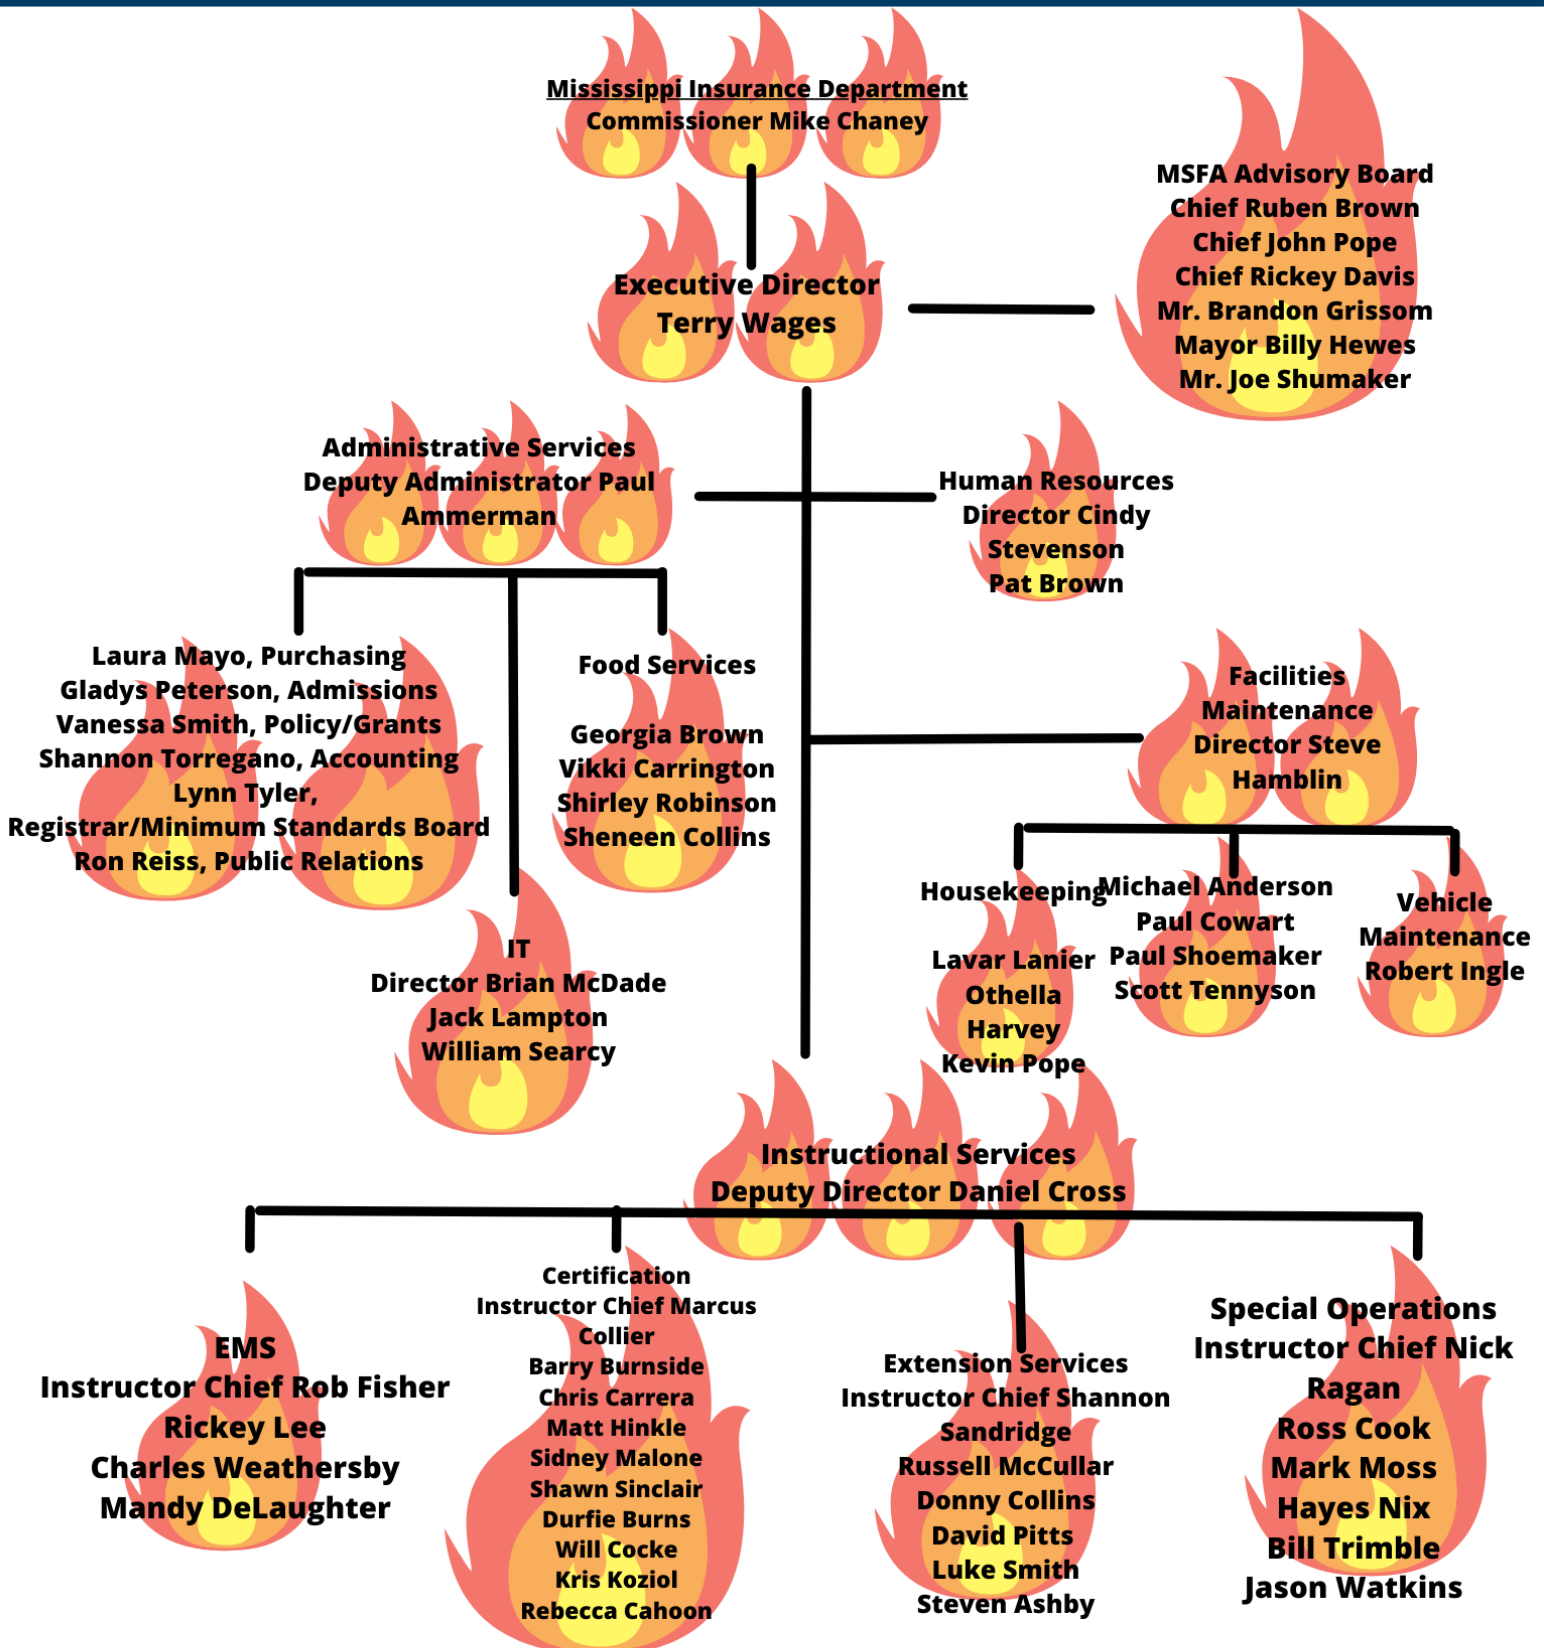 Mississippi Insurance Department
Commissioner Mike Chaney
MSFA Advisory Board
Chief Ruben Brown
Chief John Pope
Chief Rickey Davis
Mr. Brandon Grissom
Mayor Billy Hewes
Mr. Joe Shumaker
Executive Director
Terry Wages
Administrative Services
Deputy Administrator Paul
Ammerman
Human Resources
Director Cindy
Stevenson
Pat Brown
Laura Mayo, Purchasing
Gladys Peterson, Admissions
Vanessa Smith, Policy/Grants
Shannon Torregano, Accounting
Lynn Tyler,
Registrar/Minimum Standards Board
Ron Reiss, Public Relations
Food Services
Georgia Brown
Vikki Carrington
Shirley Robinson
Sheneen Collins
Facilities
Maintenance
Director Steve
Hamblin
IT
Director Brian McDade
Jack Lampton
William Searcy
Housekeeping
Lavar Lanier
Othella
Harvey
Kevin Pope
Michael Anderson
Paul Cowart
Paul Shoemaker
Scott Tennyson
Vehicle
Maintenance
Robert Ingle
Instructional Services
Deputy Director Daniel Cross
EMS
Instructor Chief Rob Fisher
Rickey Lee
Charles Weathersby
Mandy DeLaughter
Certification
Instructor Chief Marcus
Collier
Barry Burnside
Chris Carrera
Matt Hinkle
Sidney Malone
Shawn Sinclair
Durfie Burns
Will Cocke
Kris Koziol
Rebecca Cahoon
Extension Services
Instructor Chief Shannon
Sandridge
Russell McCullar
Donny Collins
David Pitts
Luke Smith
Steven Ashby
Special Operations
Instructor Chief Nick
Ragan
Ross Cook
Mark Moss
Hayes Nix
Bill Trimble
Jason Watkins